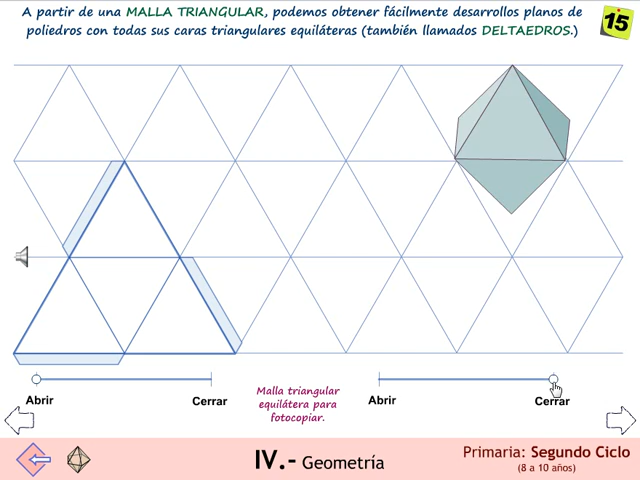 A partir de una MALLA TRIANGULAR, podemos obtener fácilmente desarrollos planos de
poliedros con todas sus caras triangulares equiláteras (también llamados DELTAEDROS.)
15
Abrir
Cerrar
Malla triangular
equilátera para
fotocopiar.
Abrir
Cerrar
IV.- Geometría
Primaria: Segundo Ciclo
(8 a 10 años)